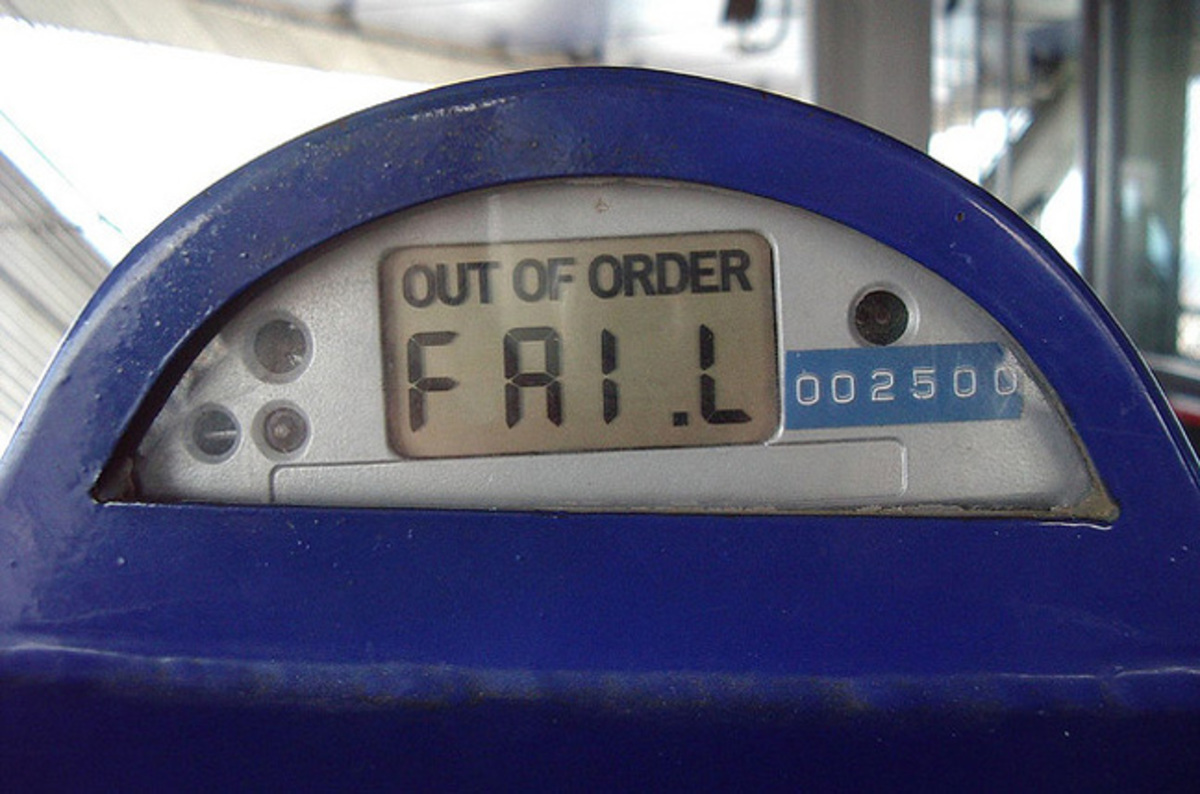 OUT OF ORDER
FAI.L
002500